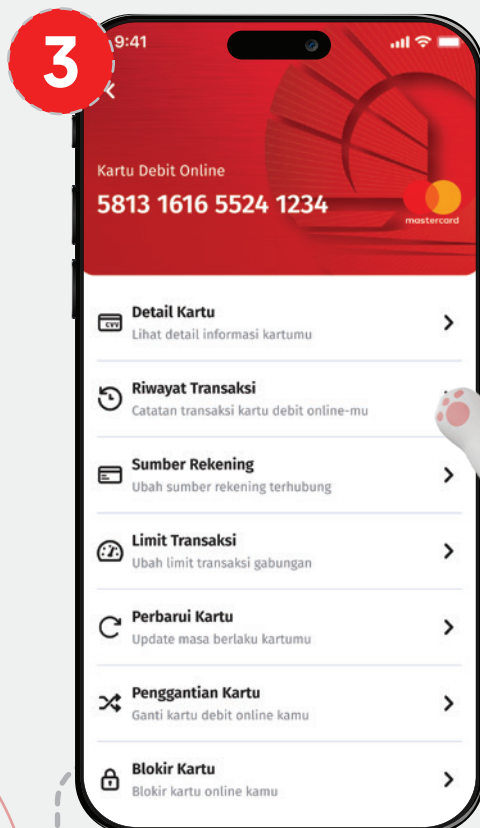 3
9:41
Kartu Debit Online
5813 1616 5524 1234
mastercard
Detail Kartu
CVV
Lihat detail informasi kartumu
Riwayat Transaksi
Catatan transaksi kartu debit online-mu
Sumber Rekening
Ubah sumber rekening terhubung
Limit Transaksi
Ubah limit transaksi gabungan
Perbarui Kartu
Update masa berlaku kartumu
Penggantian Kartu
Ganti kartu debit online kamu
Blokir Kartu
Blokir kartu online kamu